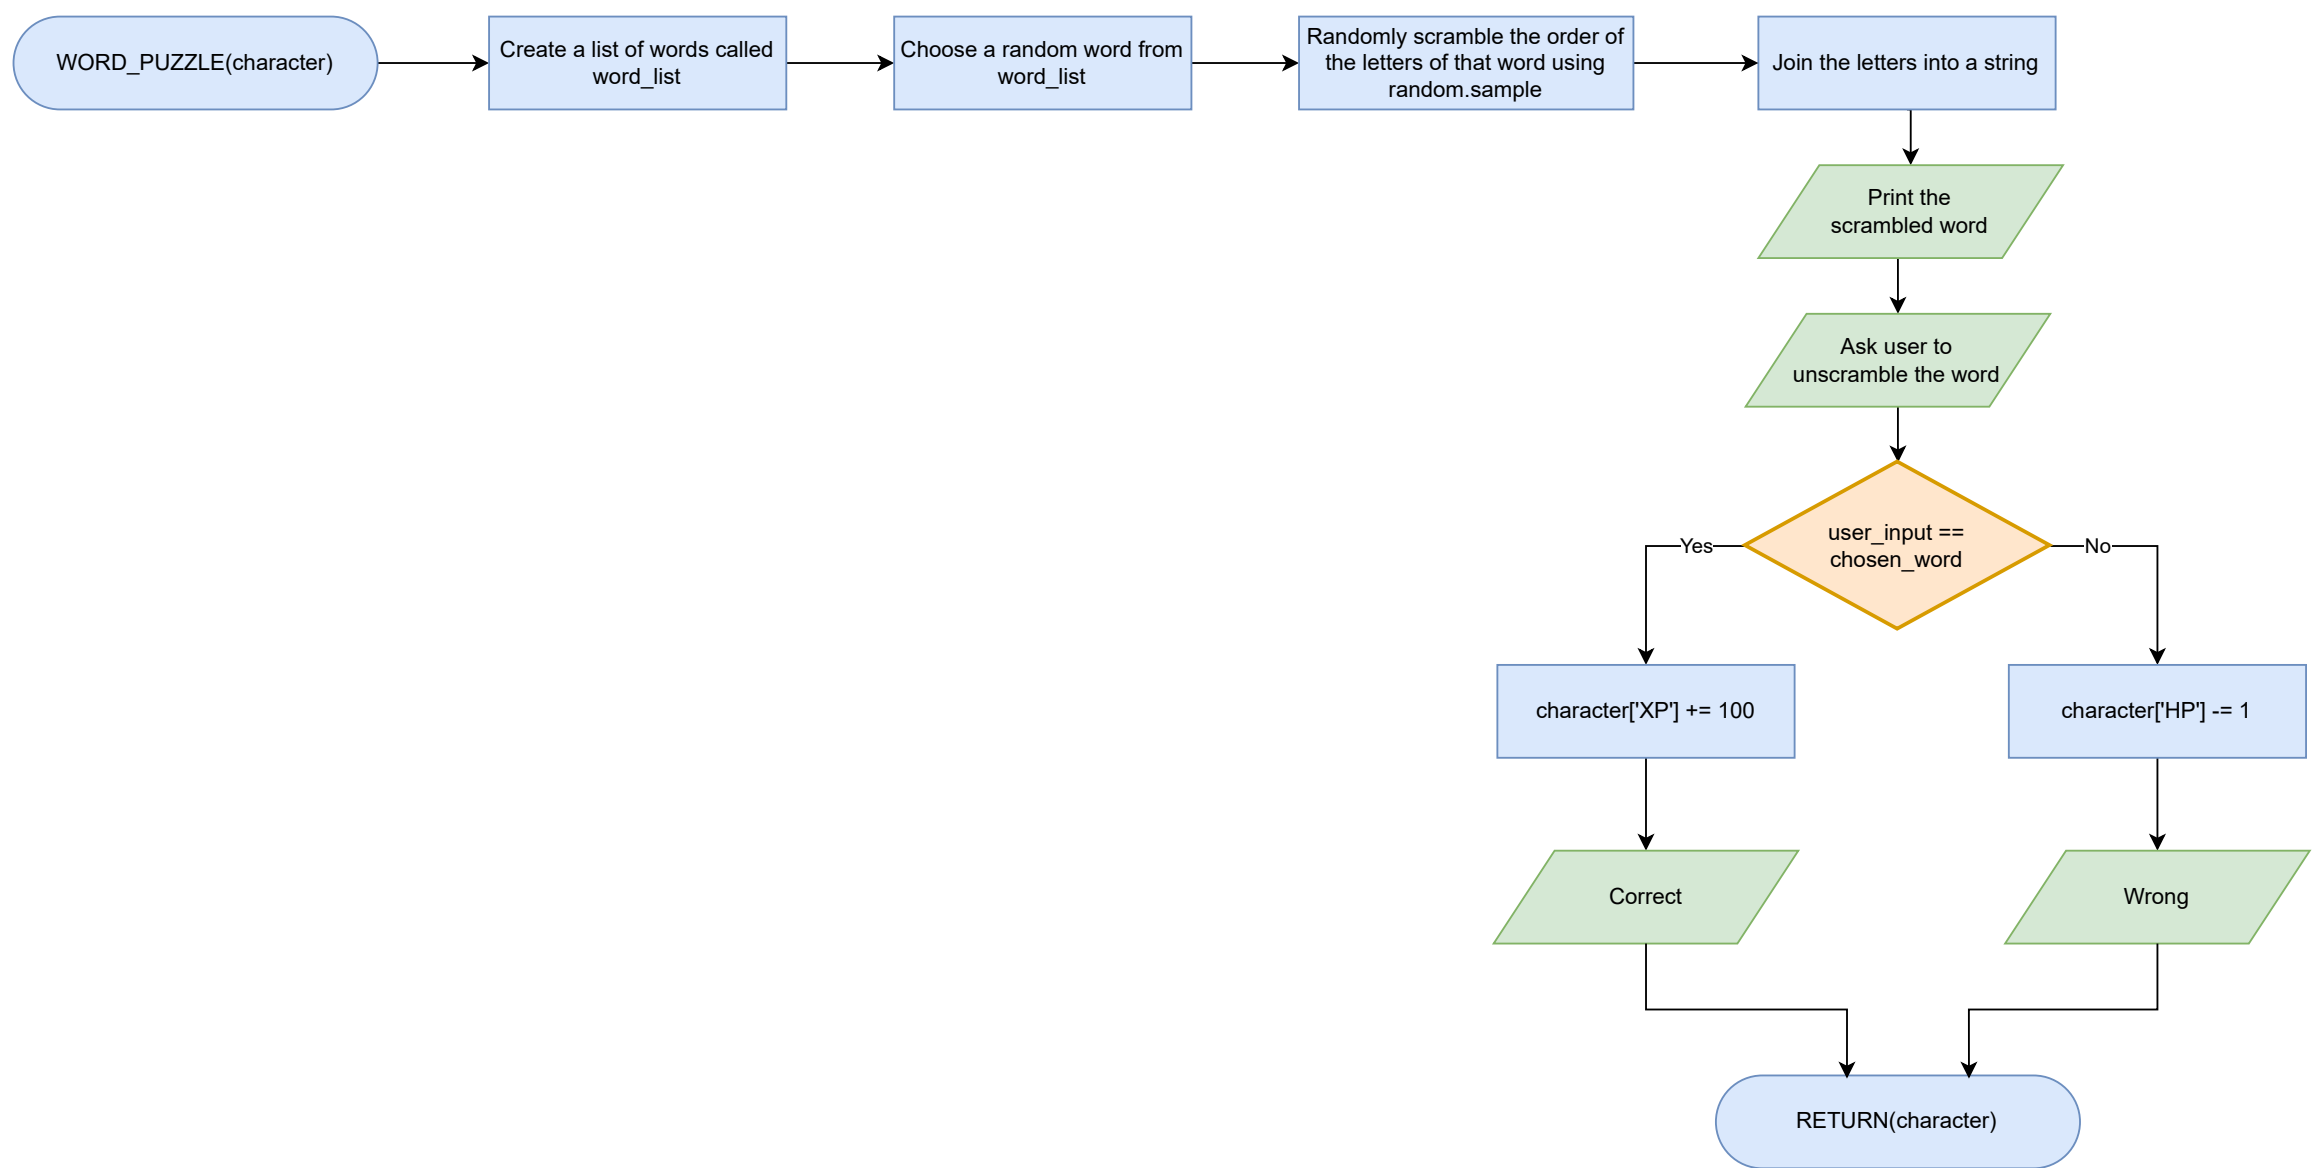 WORD_PUZZLE(character)
Create a list of words called
word_list
Choose a random word from
word_list
Randomly scramble the order of
the letters of that word using
random.sample
Join the letters into a string
Print the
scrambled word
Ask user to
unscramble the word
user_input ==
chosen_word
Yes
No
character['XP'] += 100
character['HP'] -= 1
Correct
Wrong
RETURN(character)